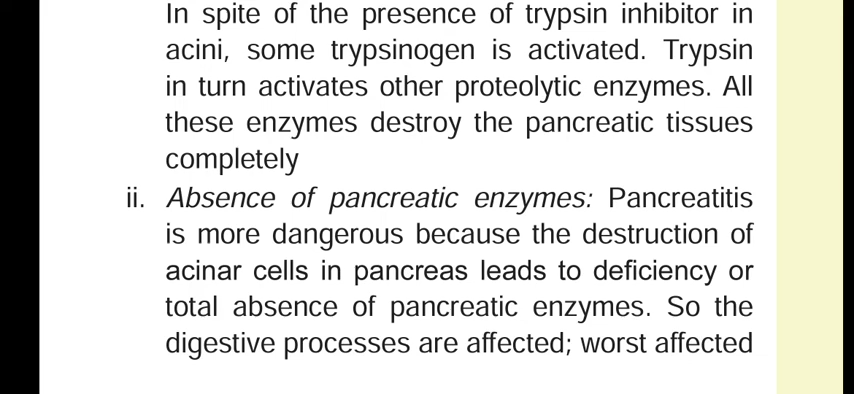 In spite of the presence of trypsin inhibitor in
acini, some trypsinogen is activated. Trypsin
in turn activates other proteolytic enzymes. All
these enzymes destroy the pancreatic tissues
completely
ii. Absence of pancreatic enzymes: Pancreatitis
is more dangerous because the destruction of
acinar cells in pancreas leads to deficiency or
total absence of pancreatic enzymes. So the
digestive processes are affected; worst affected